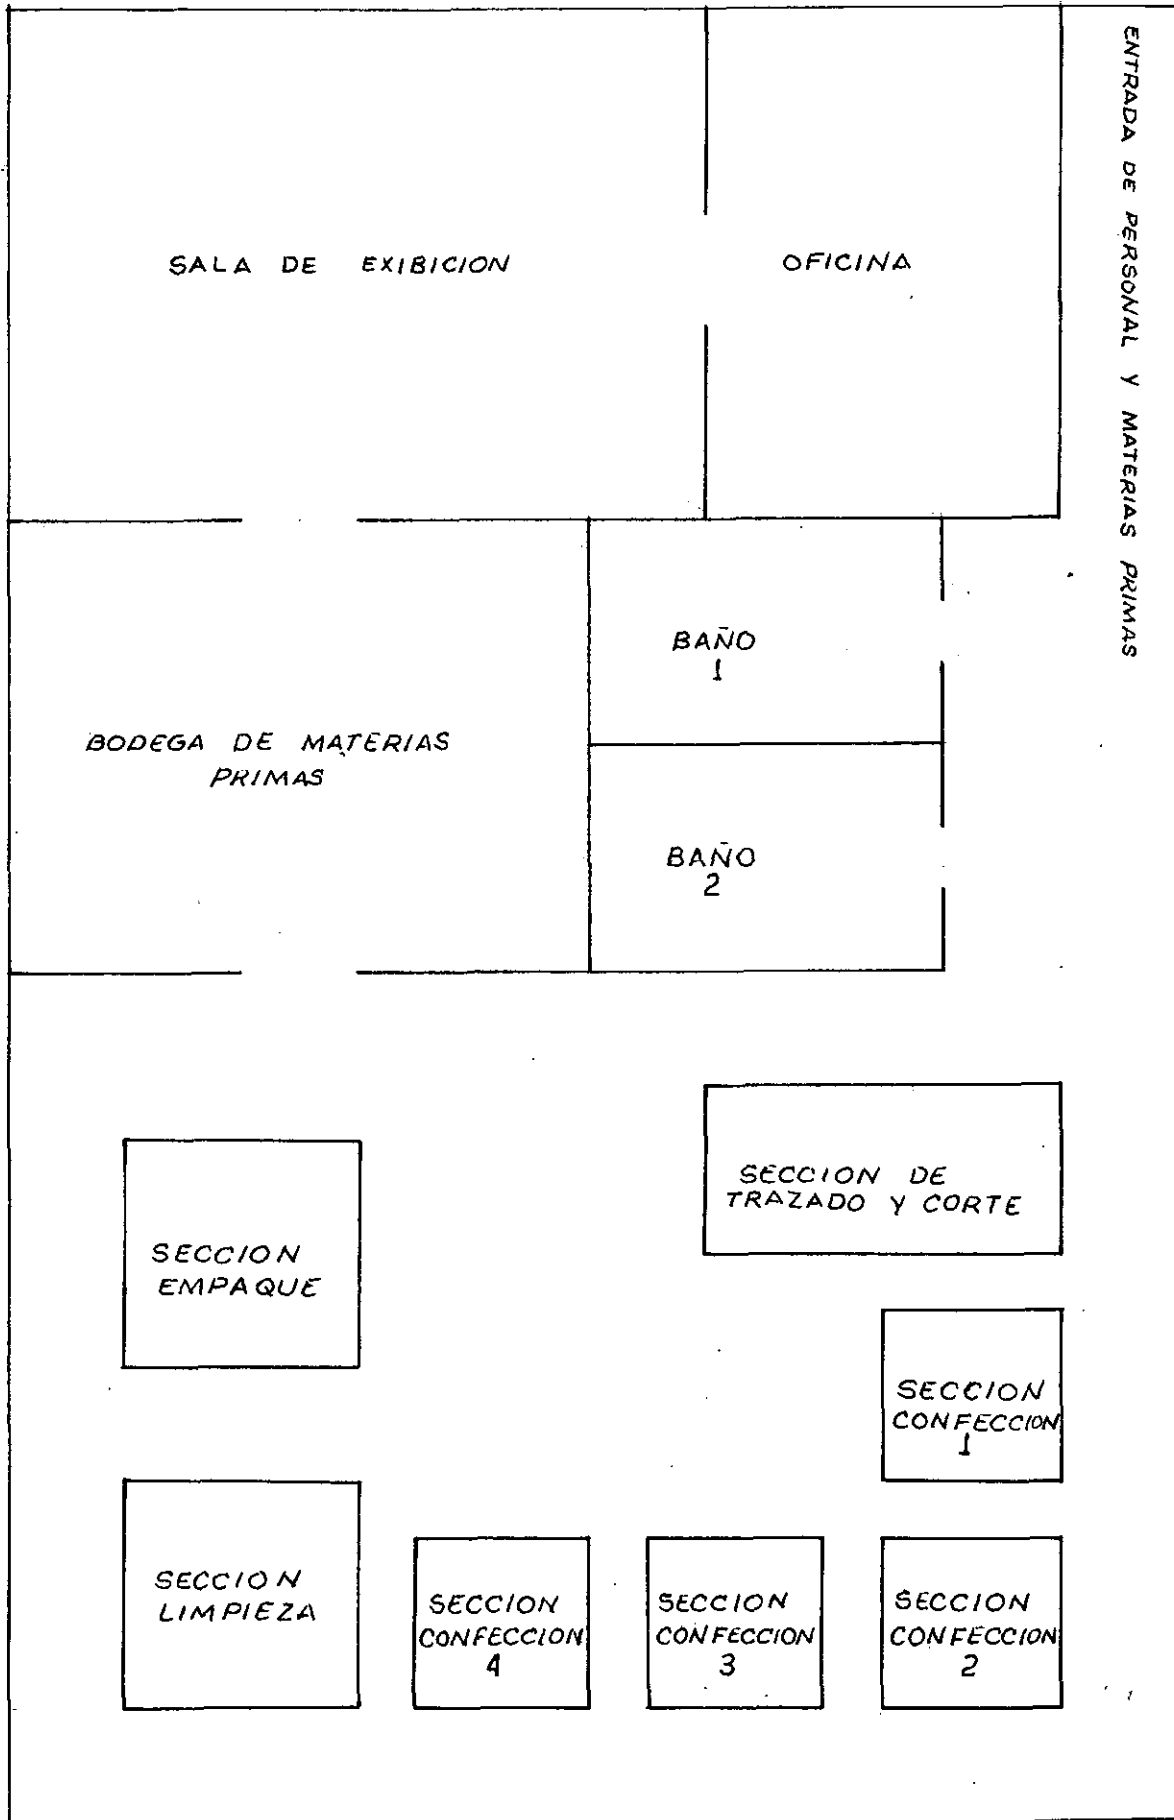 ENTRADA DE PERSONAL Y MATERIAS PRIMAS
SALA DE EXIBICION
OFICINA
BAÑO
1
BODEGA DE MATERIAS
PRIMAS
BAÑO
2
SECCION DE
TRAZADO Y CORTE
SECCION
EMPAQUE
SECCION
CONFECCION
1
SECCION
LIMPIEZA
SECCION
CONFECCION
4
SECCION
CONFECCION
3
SECCION
CONFECCION
2